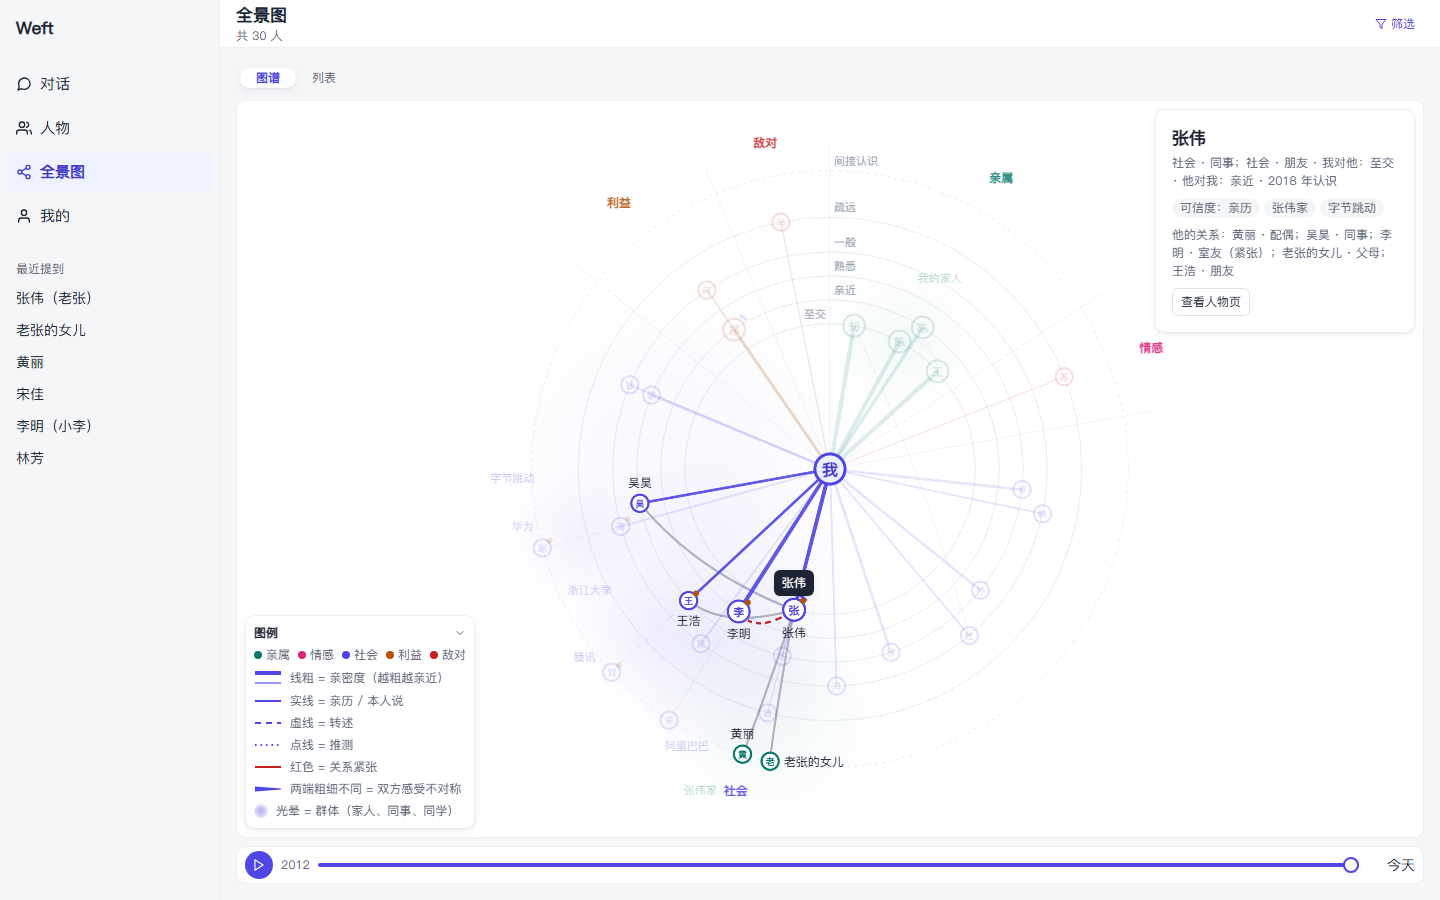 Weft
对话
人物
全景图
我的
最近提到
张伟（老张）
老张的女儿
黄丽
宋佳
李明（小李）
林芳
全景图
共 30 人
筛选
图谱
列表
敌对
亲属
利益
情感
社会
间接认识
疏远
一般
熟悉
亲近
至交
我的家人
字节跳动
华为
浙江大学
腾讯
阿里巴巴
张伟家
我
吴昊
吴
王
王浩
李
李明
张伟
张
张伟
黄丽
黄
老
老张的女儿
王
张伟
社会 · 同事；社会 · 朋友 · 我对他：至交
· 他对我：亲近 · 2018 年认识
可信度：亲历
张伟家
字节跳动
他的关系：黄丽 · 配偶；吴昊 · 同事；李
明 · 室友（紧张）；老张的女儿 · 父母；
王浩 · 朋友
查看人物页
图例
亲属 情感 社会 利益 敌对
线粗 = 亲密度（越粗越亲近）
实线 = 亲历 / 本人说
虚线 = 转述
点线 = 推测
红色 = 关系紧张
两端粗细不同 = 双方感受不对称
光晕 = 群体（家人、同事、同学）
2012
今天